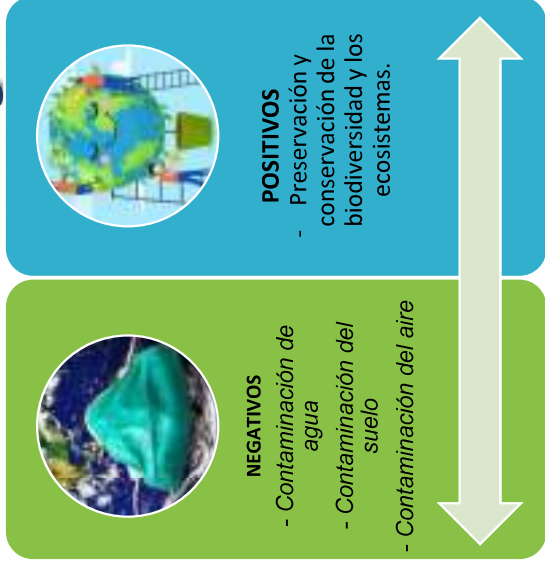 NEGATIVOS
- Contaminación de
agua
- Contaminación del
suelo
- Contaminación del aire
POSITIVOS
- Preservación y
conservación de la
biodiversidad y los
ecosistemas.